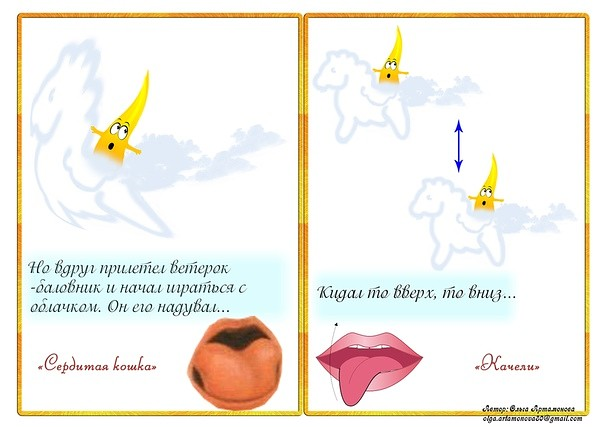 Но вдруг прилетел ветерок
-баловник и начал играться с
облачком. Он его надувал...
«Сердитая кошка»
Кидал то вверх, то вниз...
«Качели»
Автор: Ольга Артамонова
olga.artamonova80@gmail.com